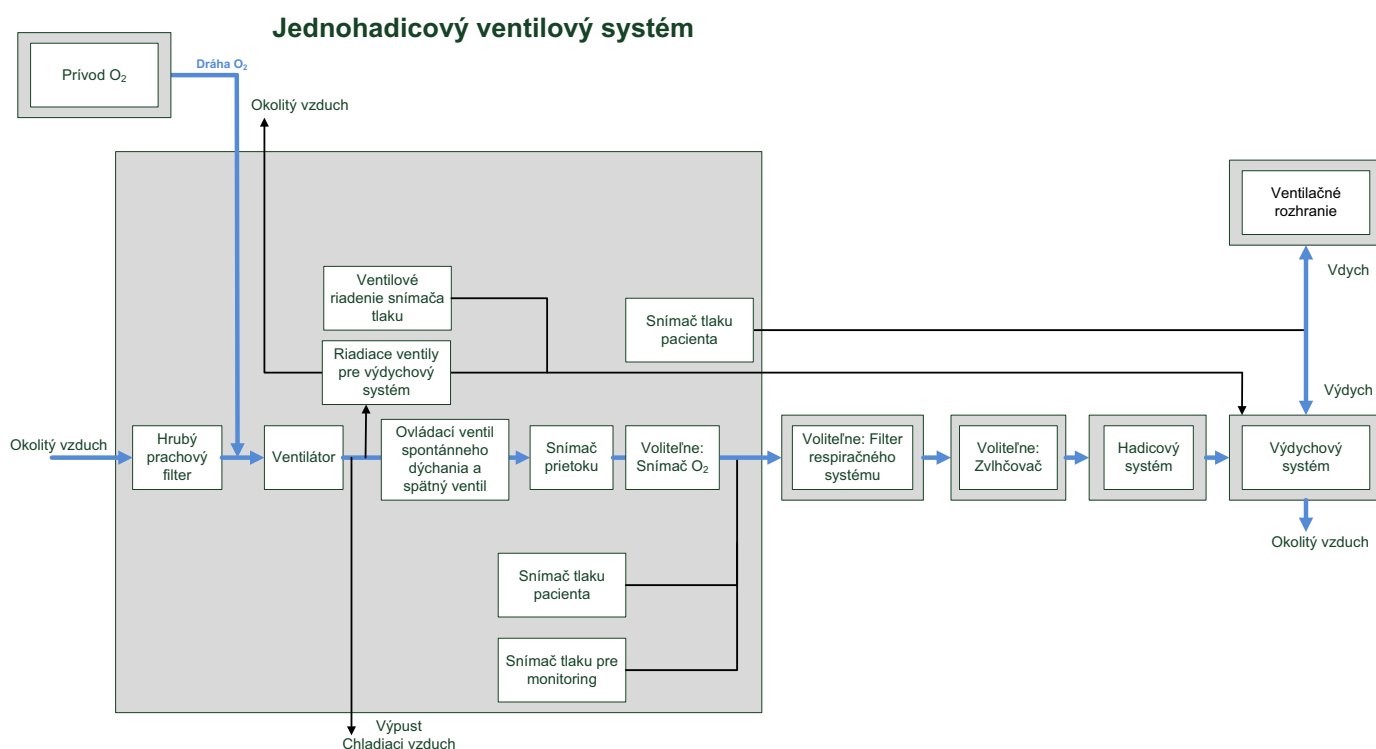 Jednohadicový ventilový systém
Prívod O₂
Dráha O₂
Okolitý vzduch
Ventilačné
rozhranie
Vdych
Ventilové
riadenie snímača
tlaku
Snímač tlaku
pacienta
Riadiace ventily
pre výdychový
systém
Výdych
Okolitý vzduch
Hrubý
prachový
filter
Ventilátor
Ovládací ventil
spontánneho
dýchania a
spätný ventil
Snímač
prietoku
Voliteľne:
Snímač O₂
Voliteľne: Filter
respiračného
systému
Voliteľne:
Zvlhčovač
Hadicový
systém
Výdychový
systém
Okolitý vzduch
Snímač tlaku
pacienta
Snímač tlaku pre
monitoring
Výpust
Chladiaci vzduch